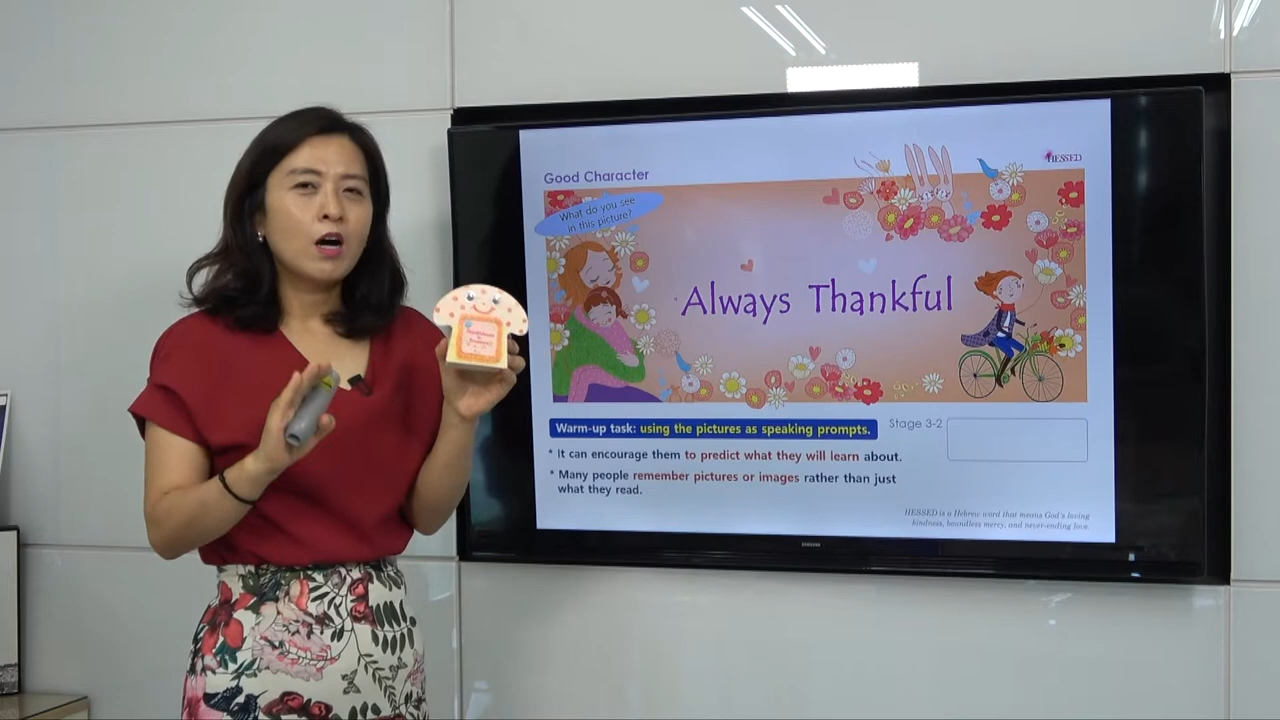 HESSED
Good Character
What do you see
in this picture?
Always Thankful
Warm-up task: using the pictures as speaking prompts.
Stage 3-2
* It can encourage them to predict what they will learn about.
* Many people remember pictures or images rather than just
what they read.
HESSED is a Hebrew word that means God's loving
kindness, boundless mercy, and never-ending love.
SAMSUNG